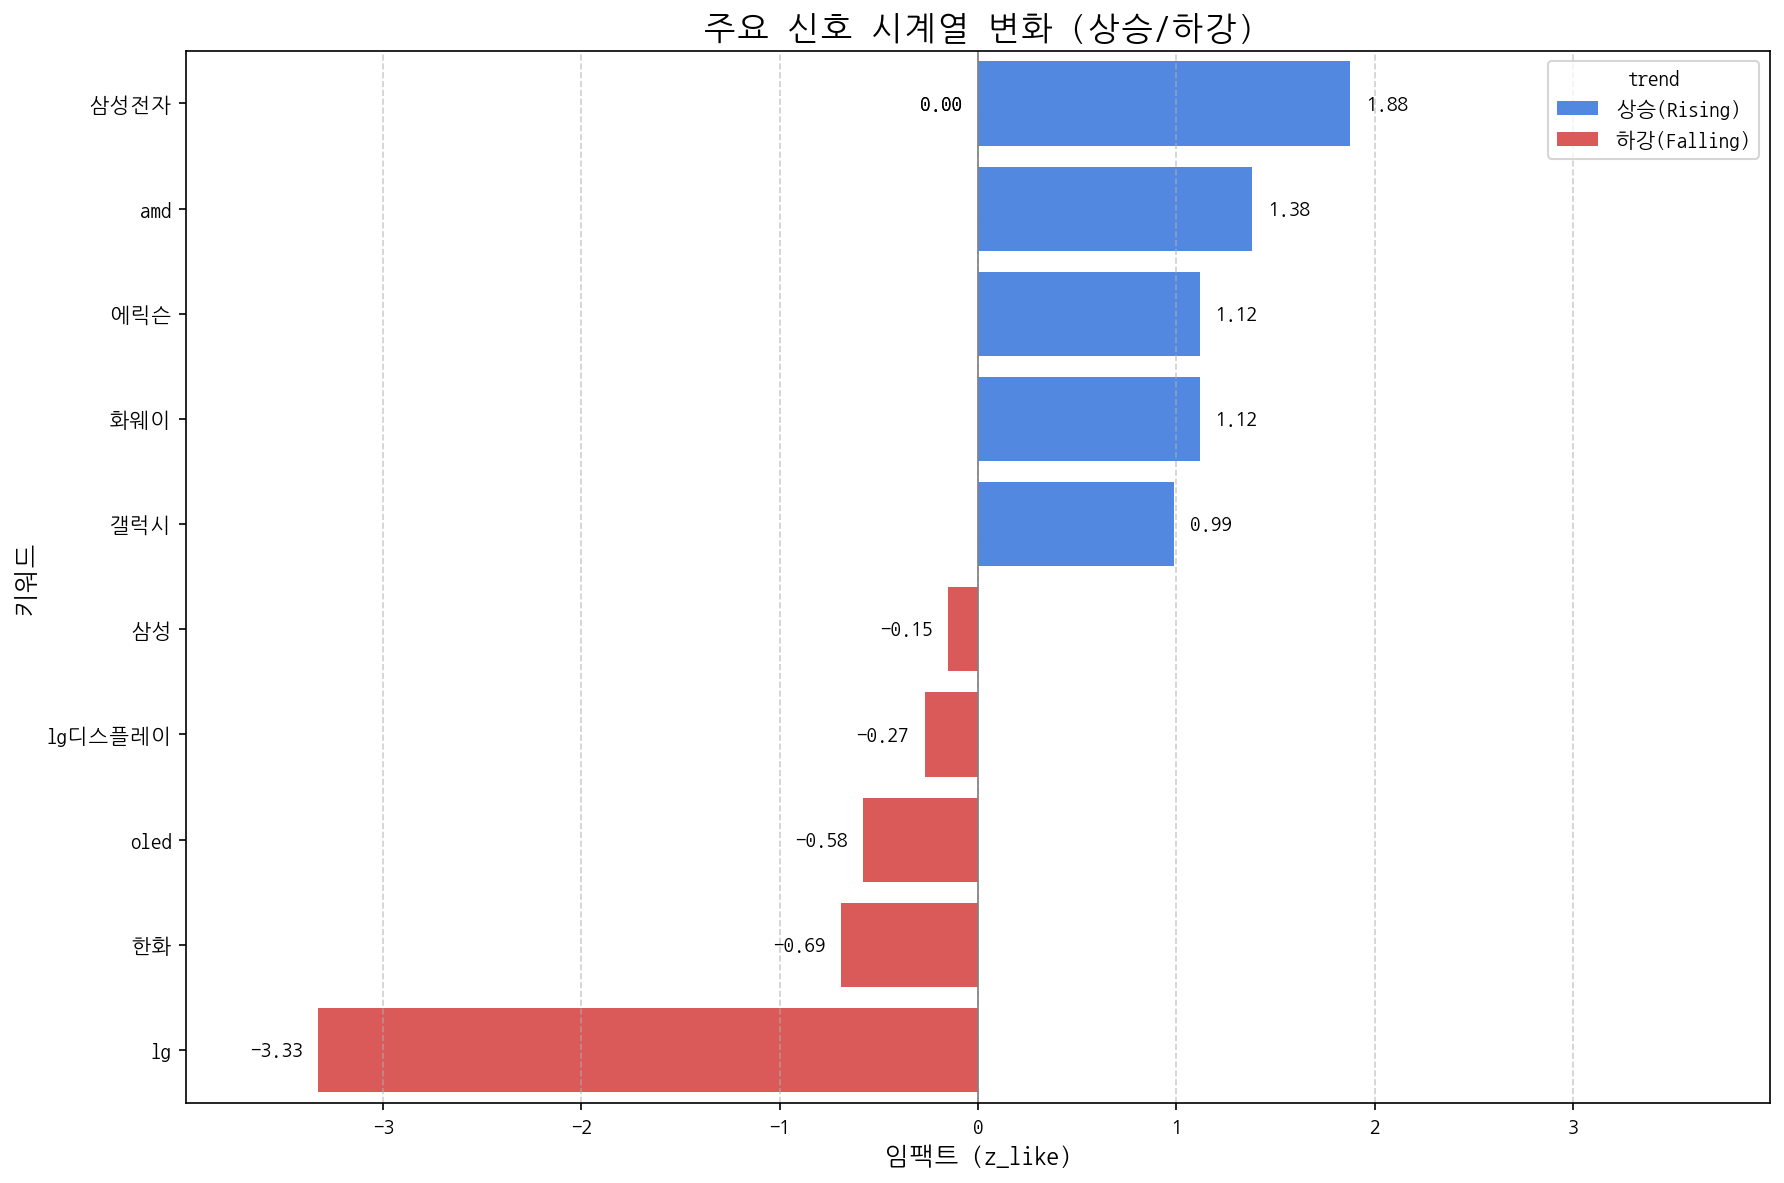 주요 신호 시계열 변화 (상승/하강)
trend
상승(Rising)
하강(Falling)
키워드
삼성전자
0.00
1.88
amd
1.38
에릭슨
1.12
화웨이
1.12
갤럭시
0.99
삼성
−0.15
lg디스플레이
−0.27
oled
−0.58
한화
−0.69
lg
−3.33
−3
−2
−1
0
1
2
3
임팩트 (z_like)